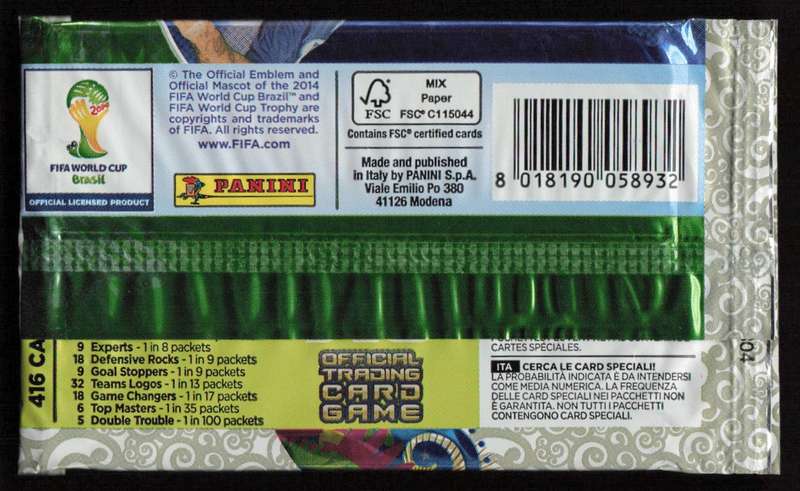 2014
FIFA WORLD CUP
Brasil
OFFICIAL LICENSED PRODUCT
© The Official Emblem and
Official Mascot of the 2014
FIFA World Cup Brazil™ and
FIFA World Cup Trophy are
copyrights and trademarks
of FIFA. All rights reserved.
www.FIFA.com
PANINI
FSC
MIX
Paper
FSC® C115044
Contains FSC® certified cards
Made and published
in Italy by PANINI S.p.A.
Viale Emilio Po 380
41126 Modena
8 018190 058932
416 CA
9 Experts - 1 in 8 packets
18 Defensive Rocks - 1 in 9 packets
9 Goal Stoppers - 1 in 9 packets
32 Teams Logos - 1 in 13 packets
18 Game Changers - 1 in 17 packets
6 Top Masters - 1 in 35 packets
5 Double Trouble - 1 in 100 packets
OFFICIAL
TRADING
CARD
GAME
CARTES SPÉCIALES.
ITA CERCA LE CARD SPECIALI!
LA PROBABILITÀ INDICATA È DA INTENDERSI
COME MEDIA NUMERICA. LA FREQUENZA
DELLE CARD SPECIALI NEI PACCHETTI NON
È GARANTITA. NON TUTTI I PACCHETTI
CONTENGONO CARD SPECIALI.
04